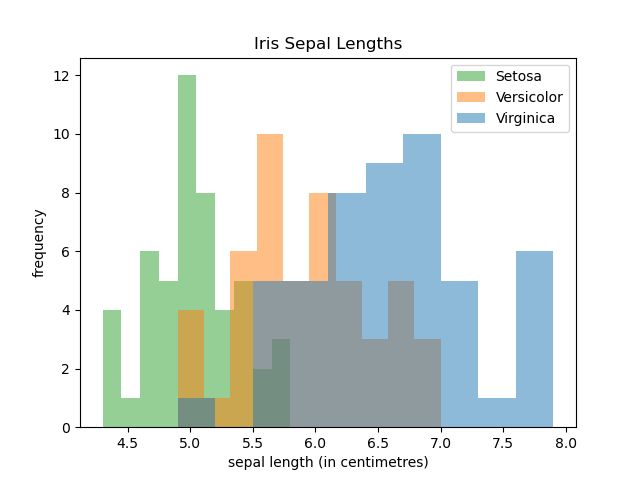 Iris Sepal Lengths
Setosa
Versicolor
Virginica
12
10
8
6
4
2
0
frequency
4.5 5.0 5.5 6.0 6.5 7.0 7.5 8.0
sepal length (in centimetres)